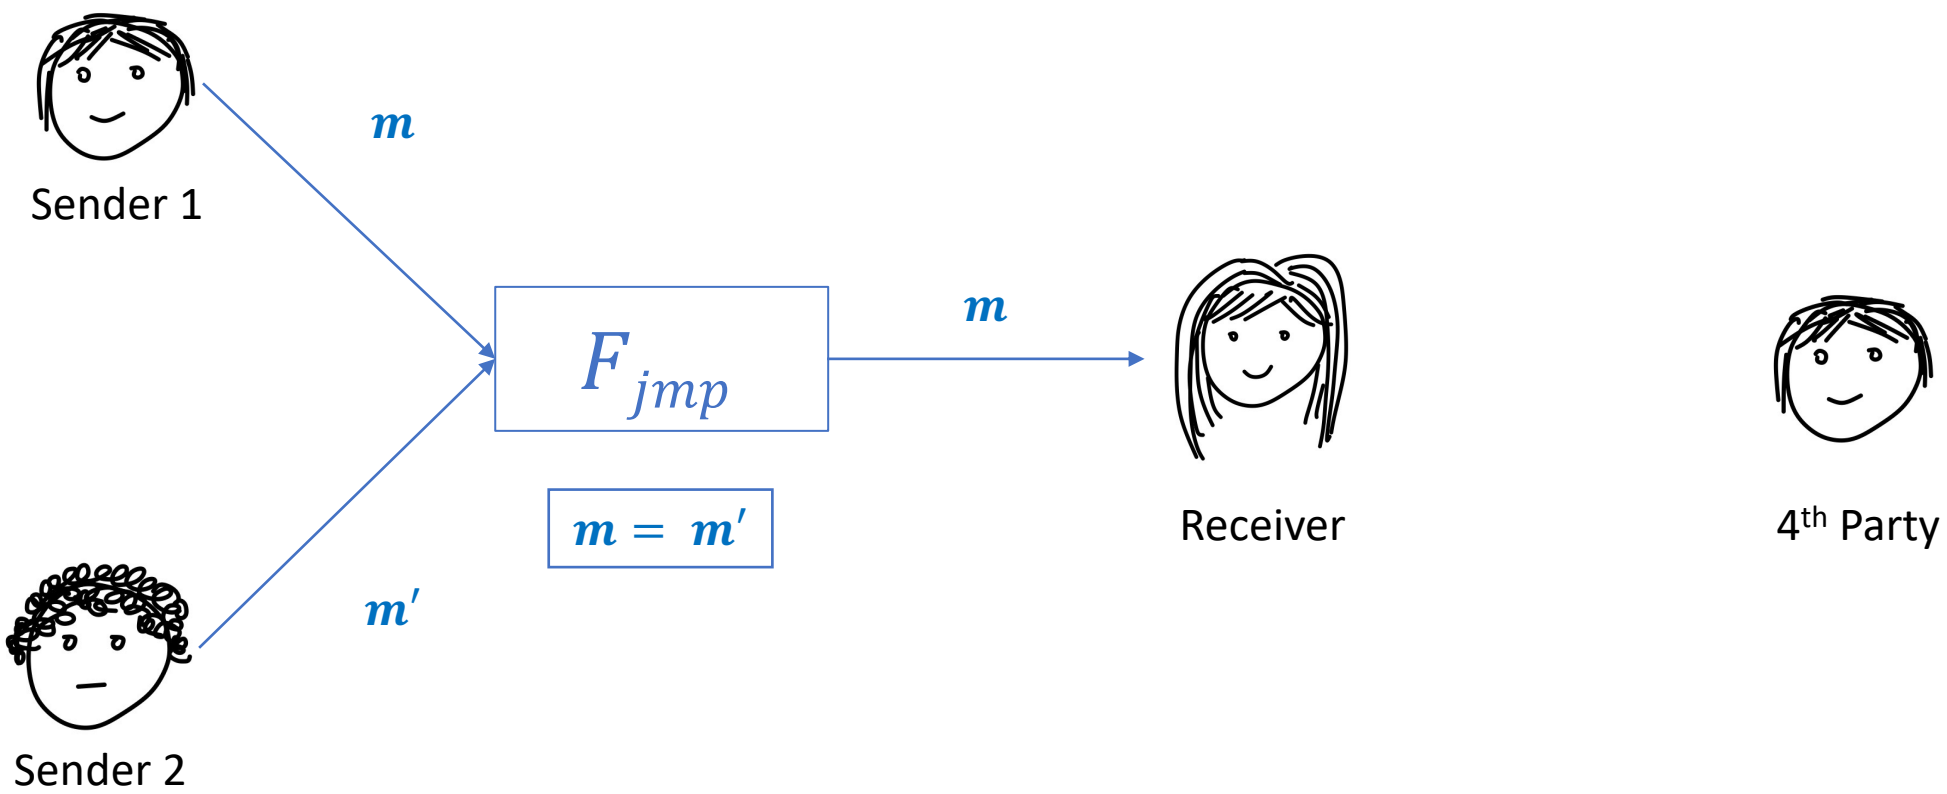 m
Sender 1
F_jmp
m
m = m′
Receiver
4th Party
m′
Sender 2